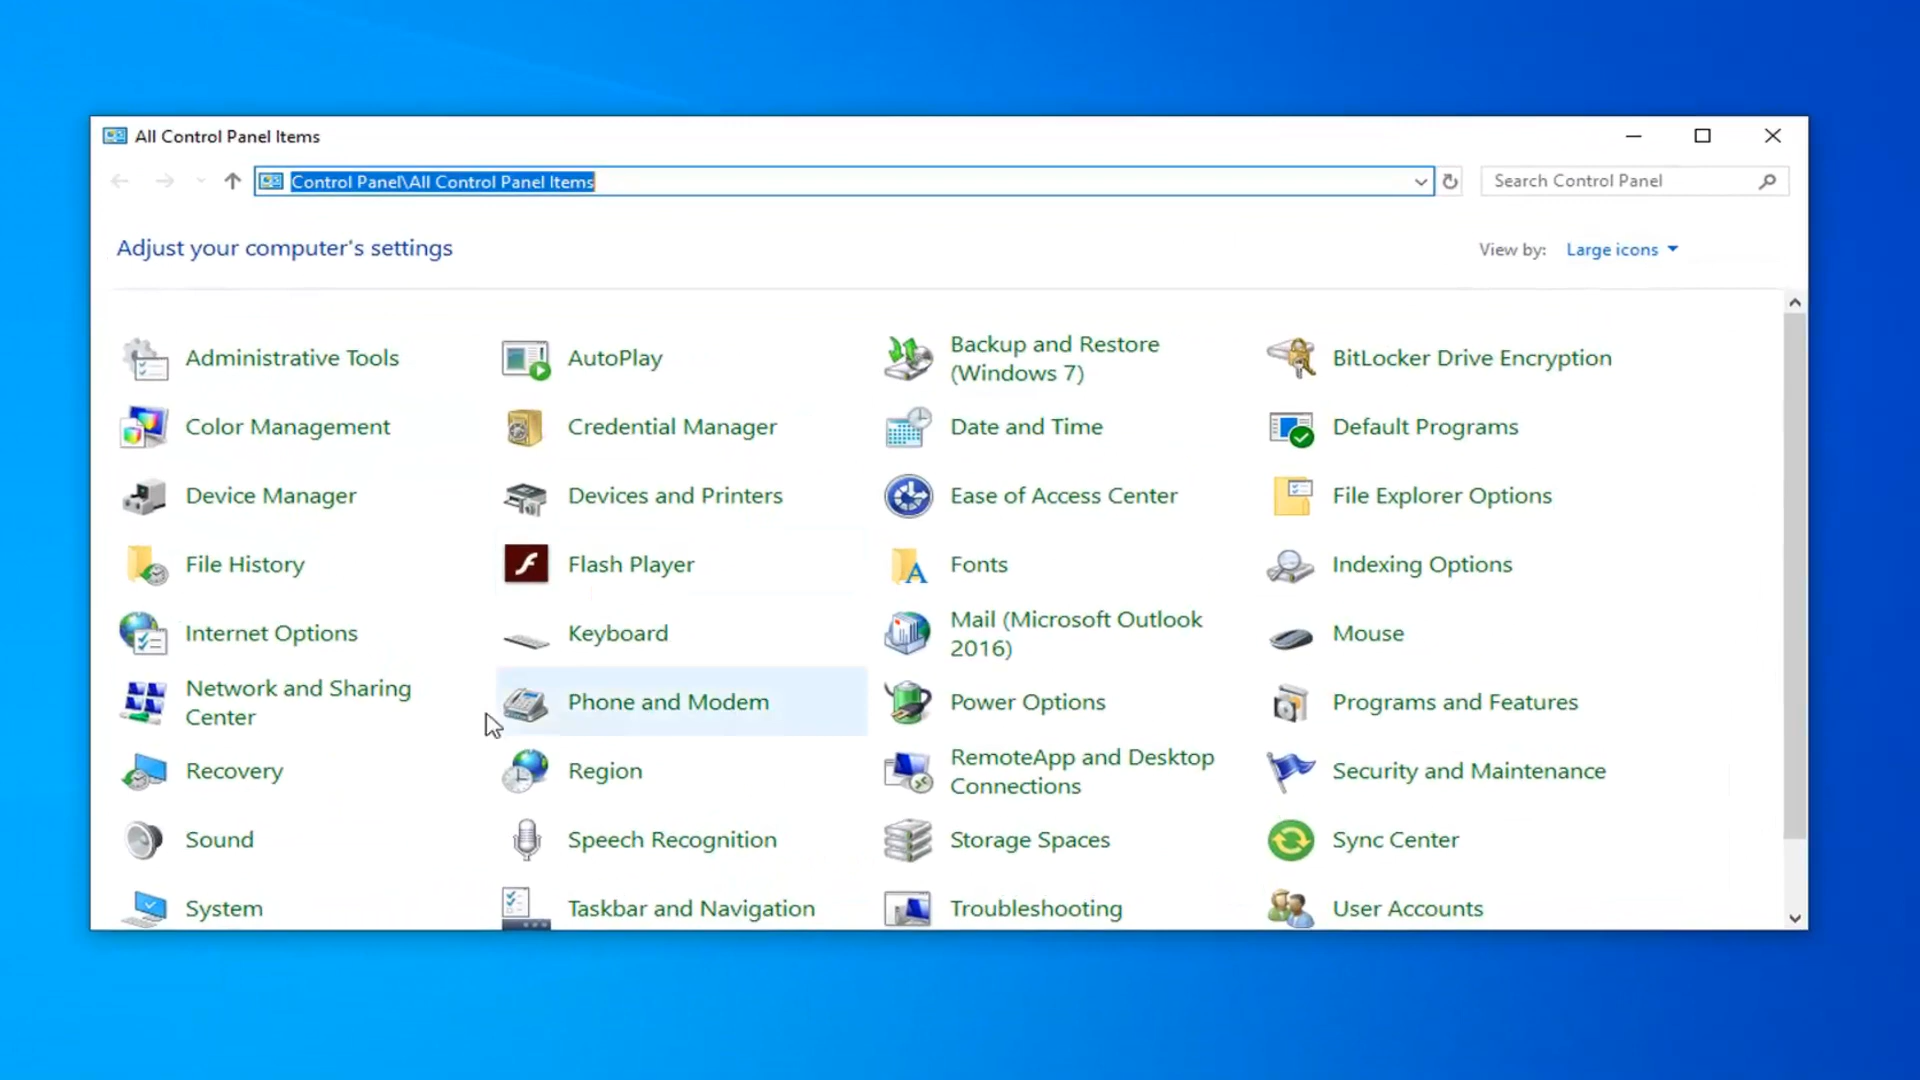 All Control Panel Items
Control Panel\All Control Panel Items
Search Control Panel
Adjust your computer's settings
View by: Large icons
Administrative Tools
AutoPlay
Backup and Restore
(Windows 7)
BitLocker Drive Encryption
Color Management
Credential Manager
Date and Time
Default Programs
Device Manager
Devices and Printers
Ease of Access Center
File Explorer Options
File History
Flash Player
Fonts
Indexing Options
Internet Options
Keyboard
Mail (Microsoft Outlook
2016)
Mouse
Network and Sharing
Center
Phone and Modem
Power Options
Programs and Features
Recovery
Region
RemoteApp and Desktop
Connections
Security and Maintenance
Sound
Speech Recognition
Storage Spaces
Sync Center
System
Taskbar and Navigation
Troubleshooting
User Accounts